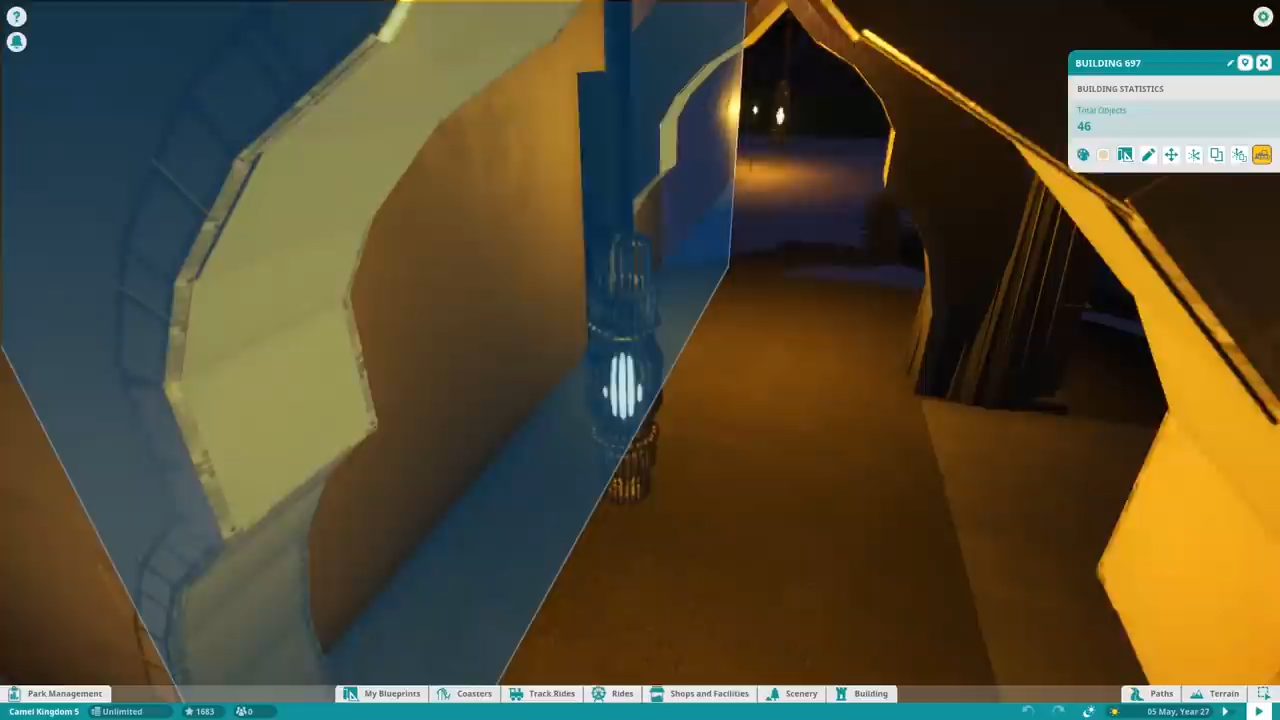 BUILDING 697
BUILDING STATISTICS
Total Objects
46
Park Management
My Blueprints
Coasters
Track Rides
Rides
Shops and Facilities
Scenery
Building
Paths
Terrain
Camel Kingdom 5
Unlimited
1683
0
05 May, Year 27